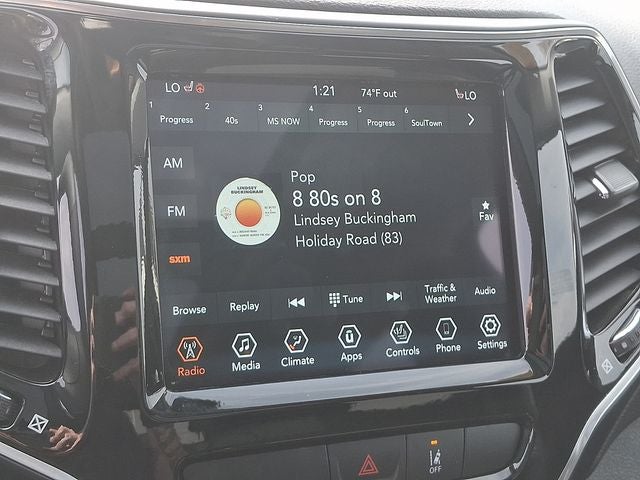 LO 1:21 74°F out LO
1 2 3 4 5 6
Progress 40s MS NOW Progress Progress SoulTown
AM
FM
sxm
LINDSEY
BUCKINGHAM
Pop
8 80s on 8
Lindsey Buckingham
Holiday Road (83)
Fav
Browse Replay Tune Traffic &
Weather Audio
Radio Media Climate Apps Controls Phone Settings
OFF